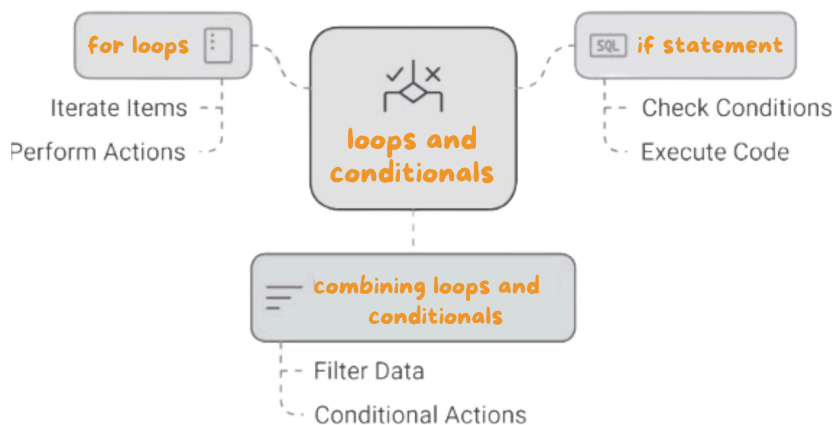 for loops
Iterate Items
Perform Actions
loops and
conditionals
SQL if statement
Check Conditions
Execute Code
combining loops and
conditionals
Filter Data
Conditional Actions